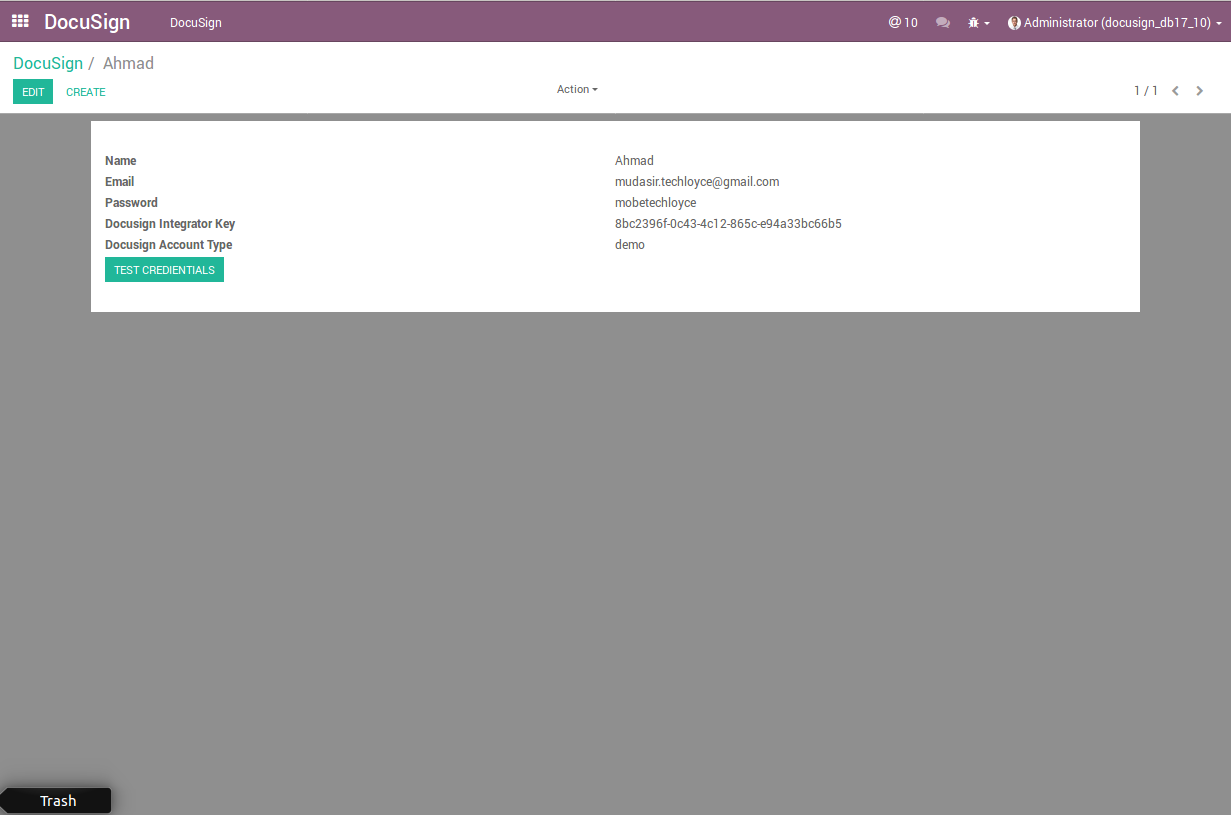 DocuSign DocuSign @ 10 Administrator (docusign_db17_10)
DocuSign / Ahmad
EDIT CREATE Action 1 / 1
Name Ahmad
Email mudasir.techloyce@gmail.com
Password mobetechloyce
Docusign Integrator Key 8bc2396f-0c43-4c12-865c-e94a33bc66b5
Docusign Account Type demo
TEST CREDIENTIALS
Trash